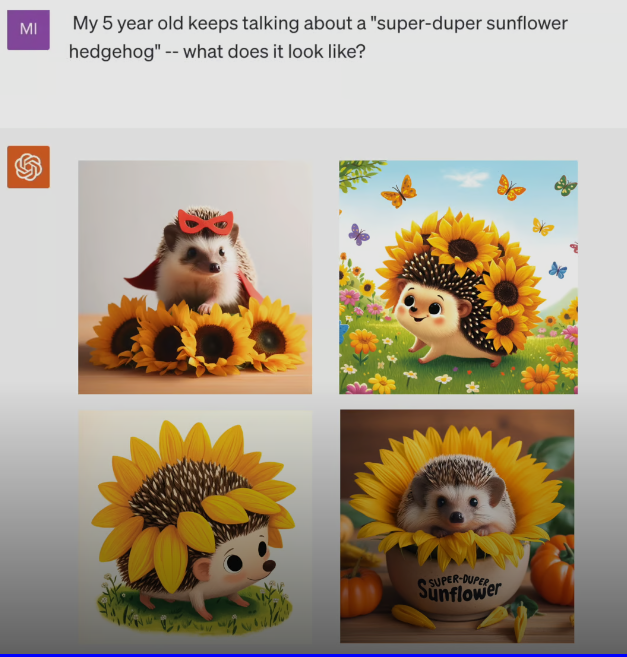 MI
My 5 year old keeps talking about a "super-duper sunflower
hedgehog" -- what does it look like?
SUPER-DUPER
Sunflower